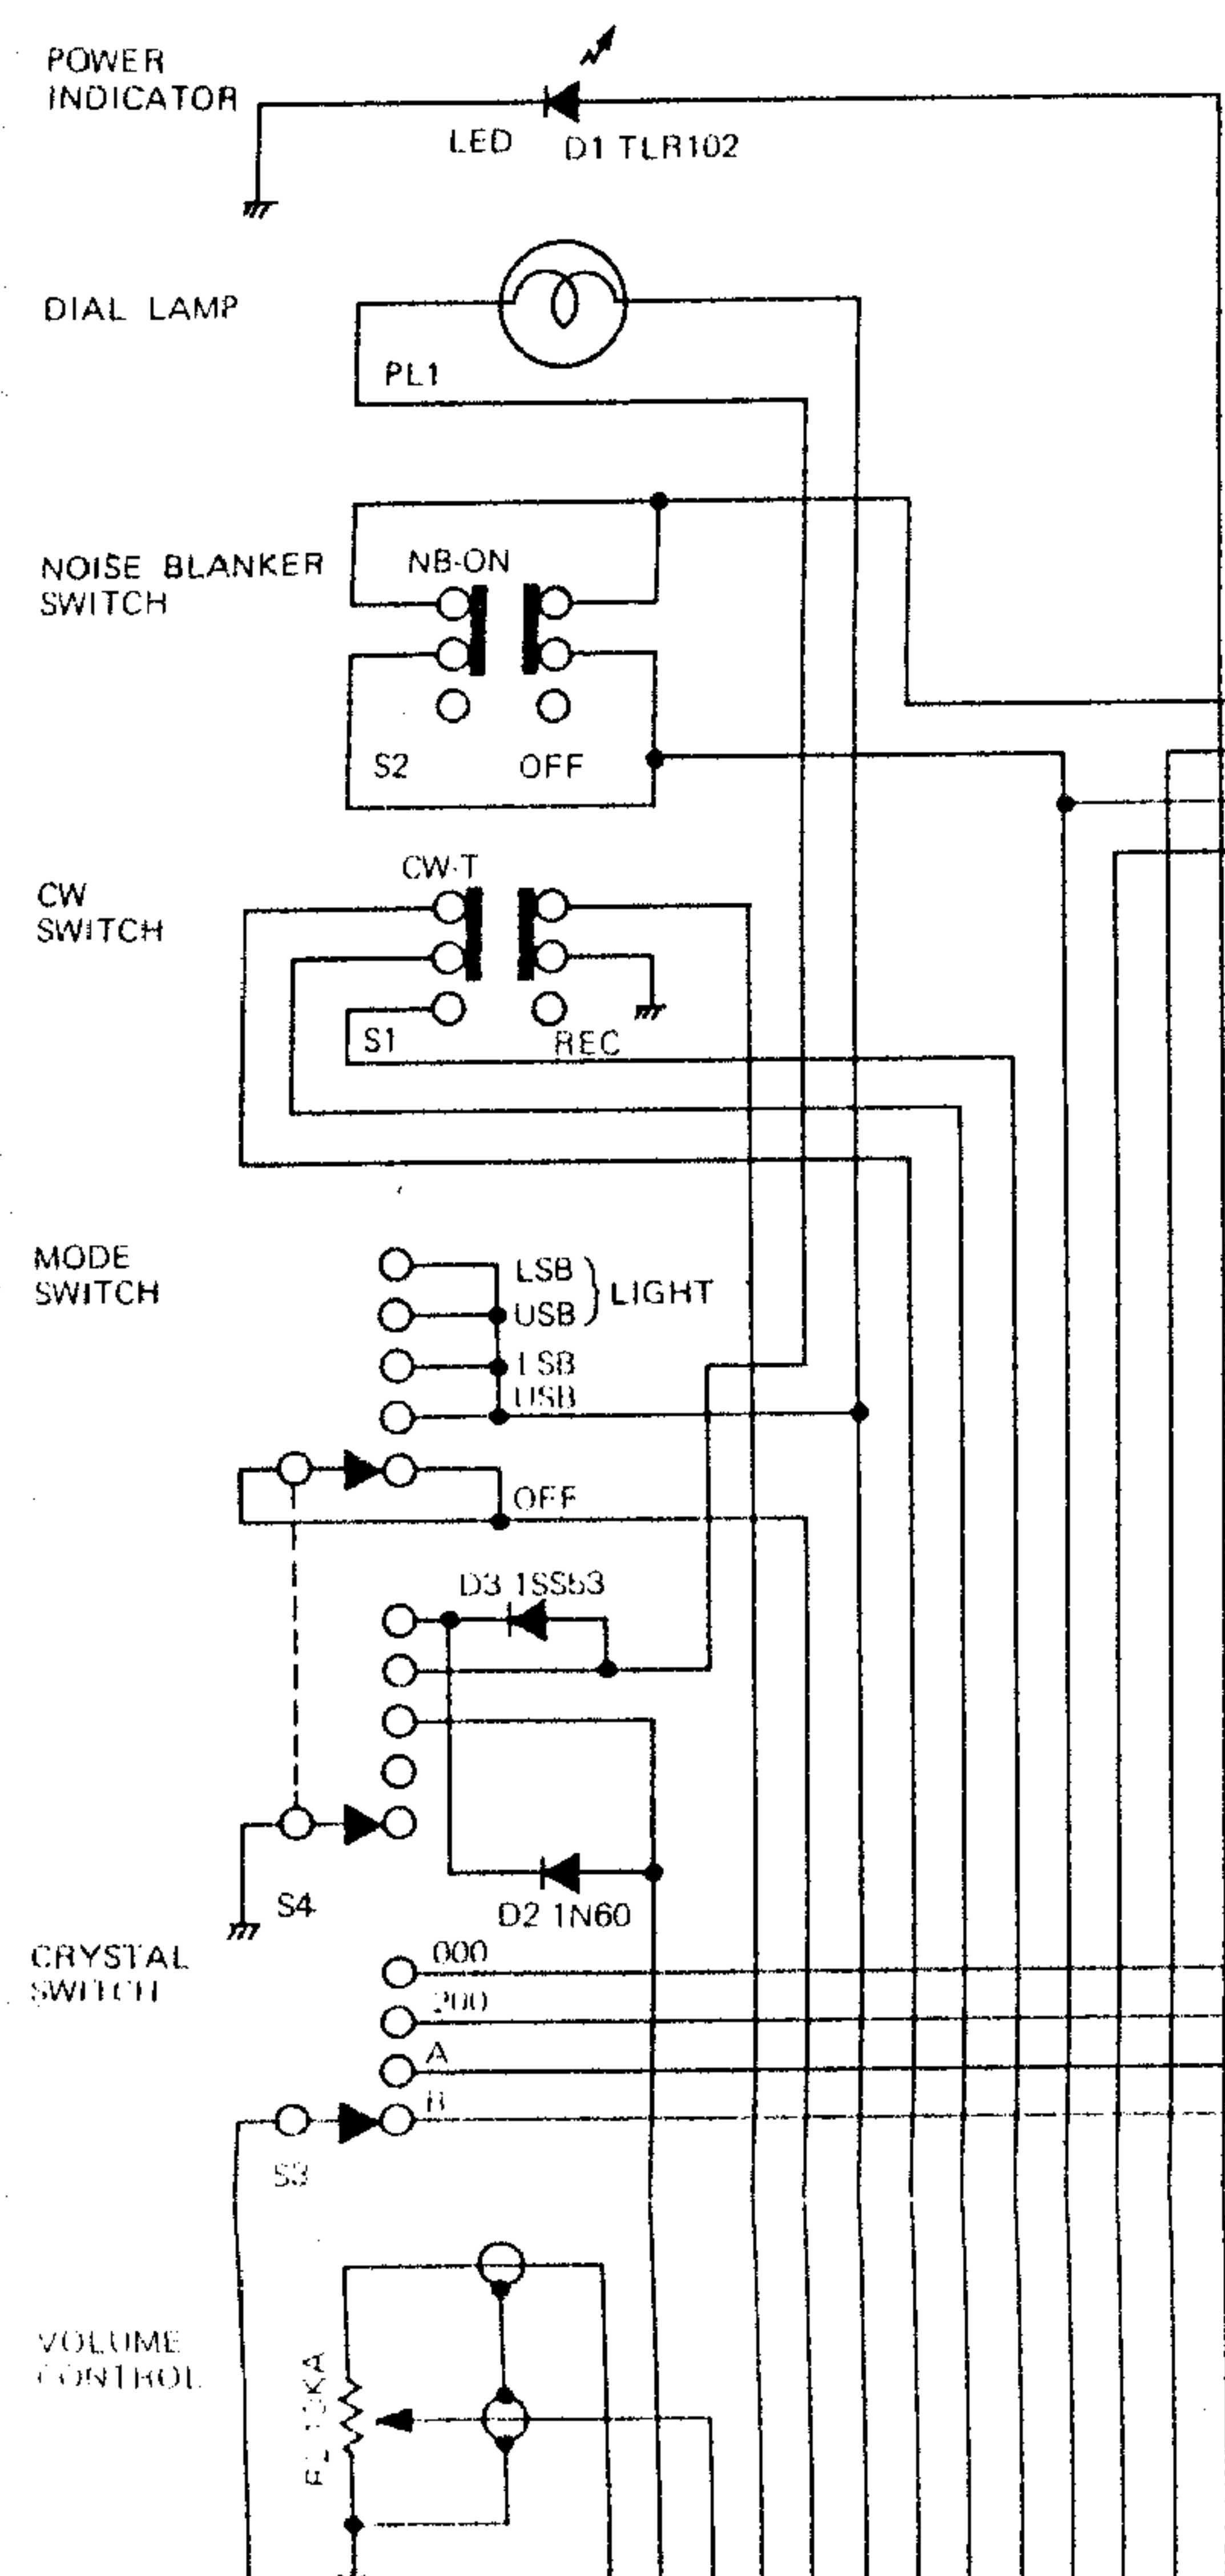 POWER
INDICATOR
LED
D1 TLR102
DIAL LAMP
PL1
NOISE BLANKER
SWITCH
NB-ON
S2
OFF
CW
SWITCH
CW-T
S1
REC
MODE
SWITCH
LSB
USB
LIGHT
LSB
USB
OFF
D3 1SS53
S4
D2 1N60
CRYSTAL
SWITCH
000
200
A
B
S3
VOLUME
CONTROL